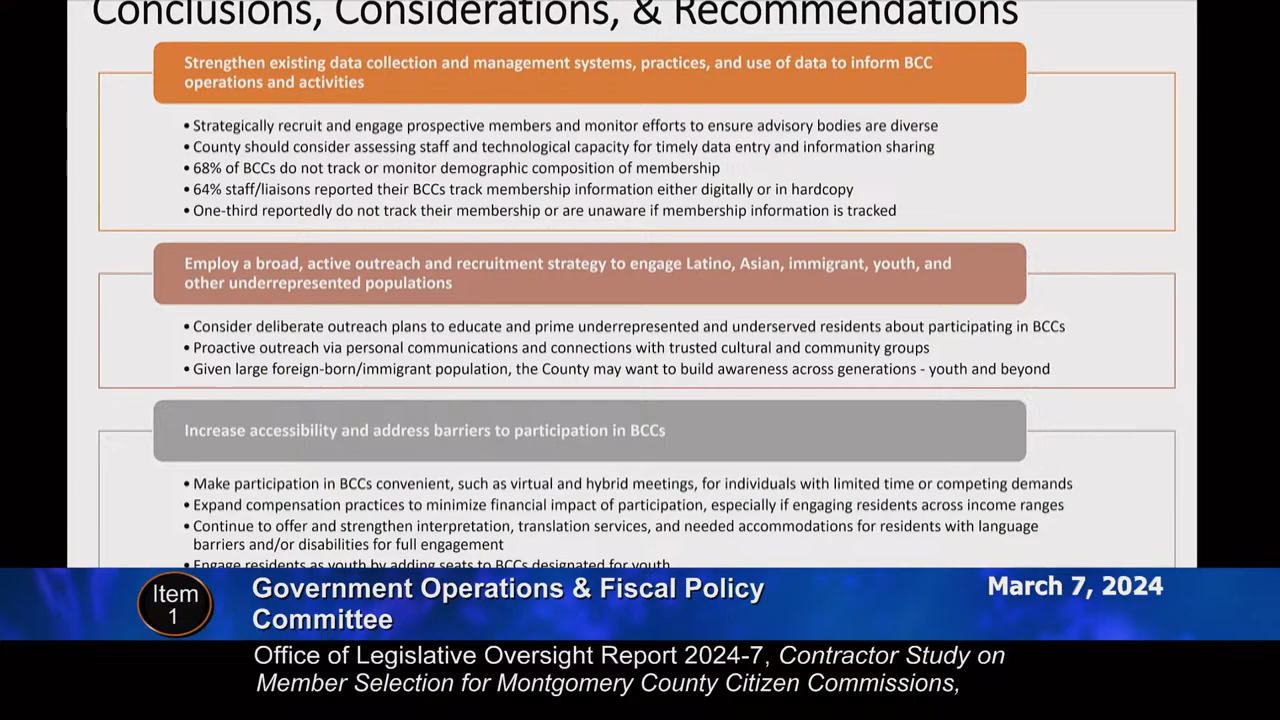 Conclusions, Considerations, & Recommendations
Strengthen existing data collection and management systems, practices, and use of data to inform BCC
operations and activities
• Strategically recruit and engage prospective members and monitor efforts to ensure advisory bodies are diverse
• County should consider assessing staff and technological capacity for timely data entry and information sharing
• 68% of BCCs do not track or monitor demographic composition of membership
• 64% staff/liaisons reported their BCCs track membership information either digitally or in hardcopy
• One-third reportedly do not track their membership or are unaware if membership information is tracked
Employ a broad, active outreach and recruitment strategy to engage Latino, Asian, immigrant, youth, and
other underrepresented populations
• Consider deliberate outreach plans to educate and prime underrepresented and underserved residents about participating in BCCs
• Proactive outreach via personal communications and connections with trusted cultural and community groups
• Given large foreign-born/immigrant population, the County may want to build awareness across generations - youth and beyond
Increase accessibility and address barriers to participation in BCCs
• Make participation in BCCs convenient, such as virtual and hybrid meetings, for individuals with limited time or competing demands
• Expand compensation practices to minimize financial impact of participation, especially if engaging residents across income ranges
• Continue to offer and strengthen interpretation, translation services, and needed accommodations for residents with language
barriers and/or disabilities for full engagement
• Engage residents as youth by adding seats to BCCs designated for youth
Item
1
Government Operations & Fiscal Policy
Committee
March 7, 2024
Office of Legislative Oversight Report 2024-7, Contractor Study on
Member Selection for Montgomery County Citizen Commissions,